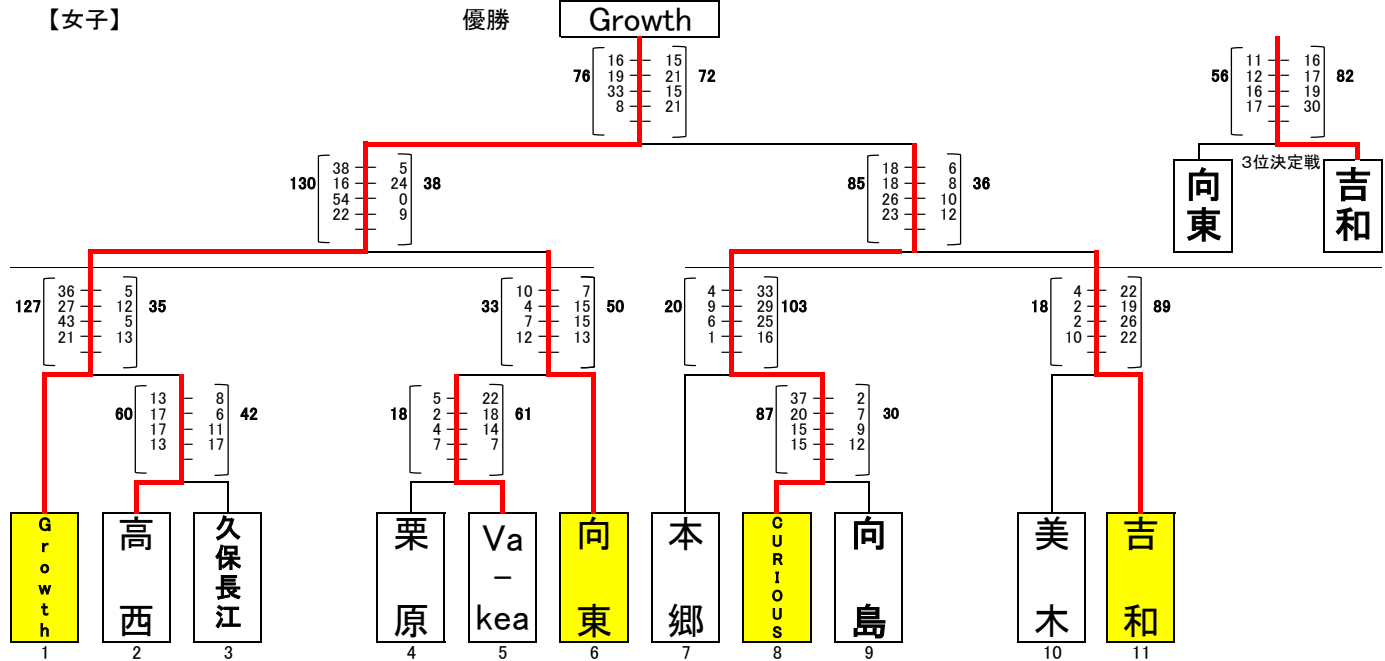 【女子】 優勝 Growth
76 16 15 72
19 21
33 15
8 21
56 11 16 82
12 17
16 19
17 30
3位決定戦
向東 吉和
130 38 5 38
16 24
54 0
22 9
85 18 6 36
18 8
26 10
23 12
127 36 5 35
27 12
43 5
21 13
33 10 7 50
4 15
7 15
12 13
20 4 33 103
9 29
6 25
1 16
18 4 22 89
2 19
2 26
10 22
60 13 8 42
17 6
17 11
13 17
18 5 22 61
2 18
4 14
7 7
87 37 2 30
20 7
15 9
15 12
Growth
高西
久保長江
栗原
Va-kea
向東
本郷
CURIOUS
向島
美木
吉和
1 2 3 4 5 6 7 8 9 10 11